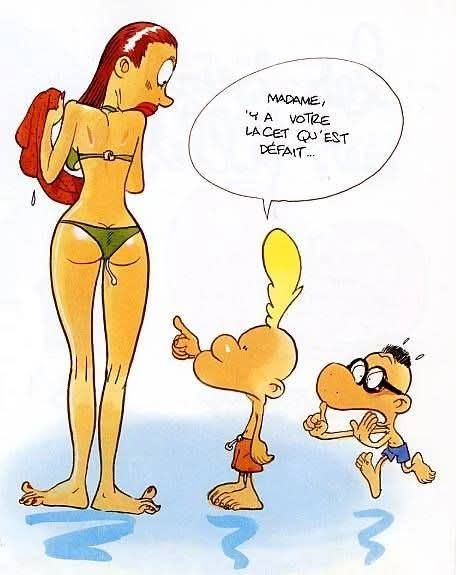 MADAME,
'Y A VOTRE
LACET QU'EST
DÉFAIT...